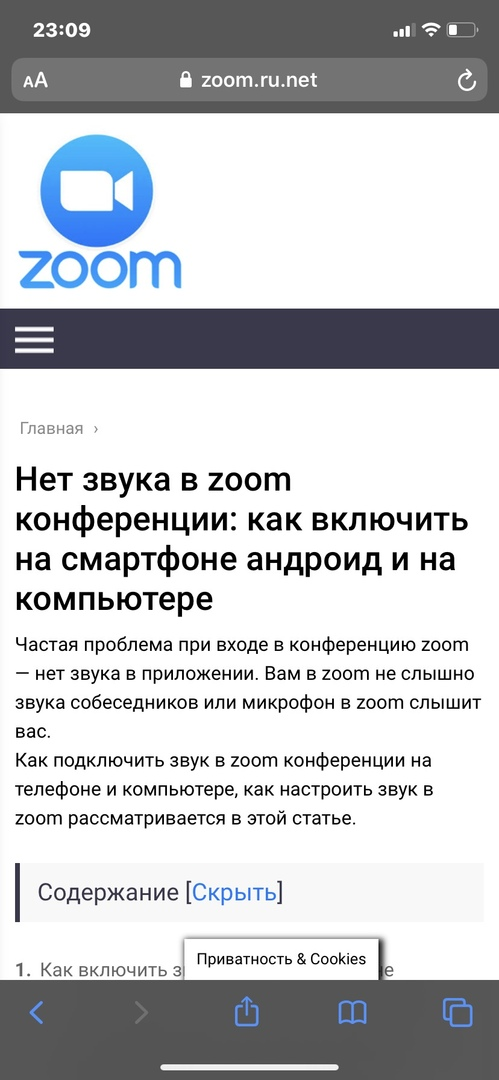 23:09
AA zoom.ru.net
zoom
Главная ›
Нет звука в zoom
конференции: как включить
на смартфоне андроид и на
компьютере
Частая проблема при входе в конференцию zoom
— нет звука в приложении. Вам в zoom не слышно
звука собеседников или микрофон в zoom слышит
вас.
Как подключить звук в zoom конференции на
телефоне и компьютере, как настроить звук в
zoom рассматривается в этой статье.
Содержание [Скрыть]
Приватность & Cookies
1. Как включить